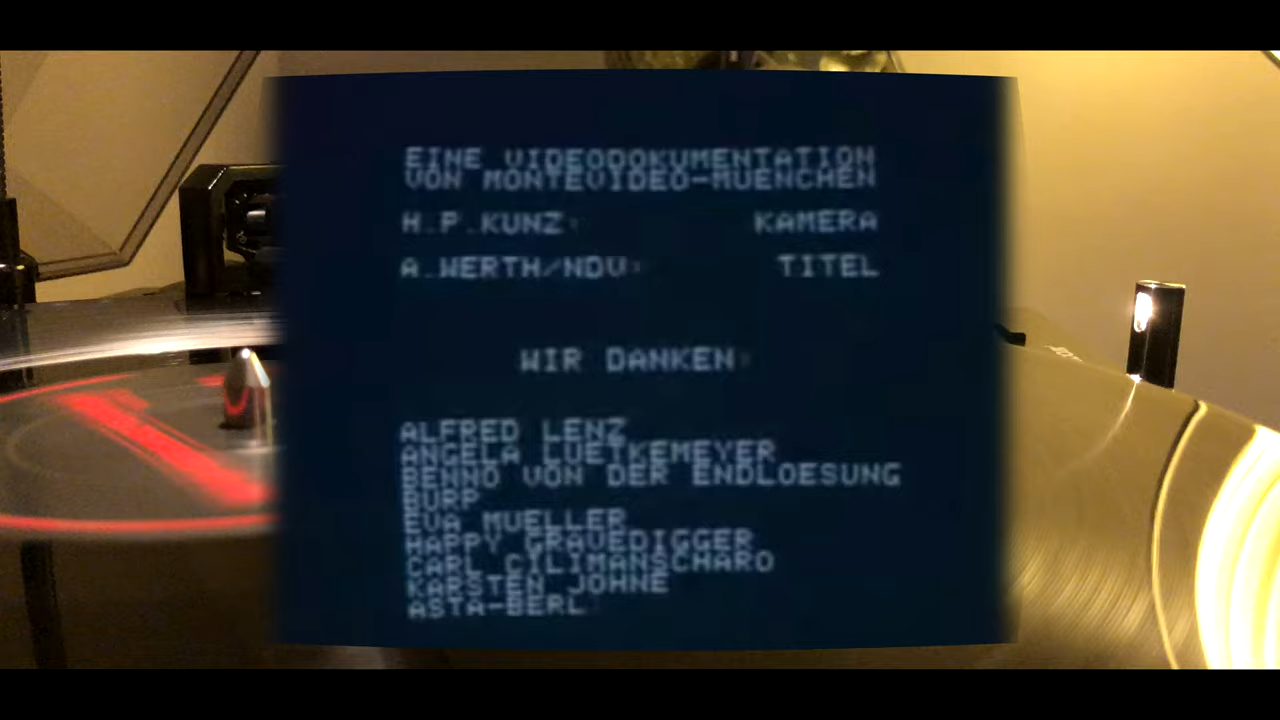 EINE VIDEODOKUMENTATION
VON MONTEVIDEO-MUENCHEN
H.P.KUNZ: KAMERA
A.WERTH/NDV: TITEL
WIR DANKEN:
ALFRED LENZ
ANGELA LUETKEMEYER
BENNO VON DER ENDLOESUNG
BURP
EVA MUELLER
HAPPY GRAVEDIGGER
CARL CILIMANSCHARO
KARSTEN JOHNE
ASTA-BERL